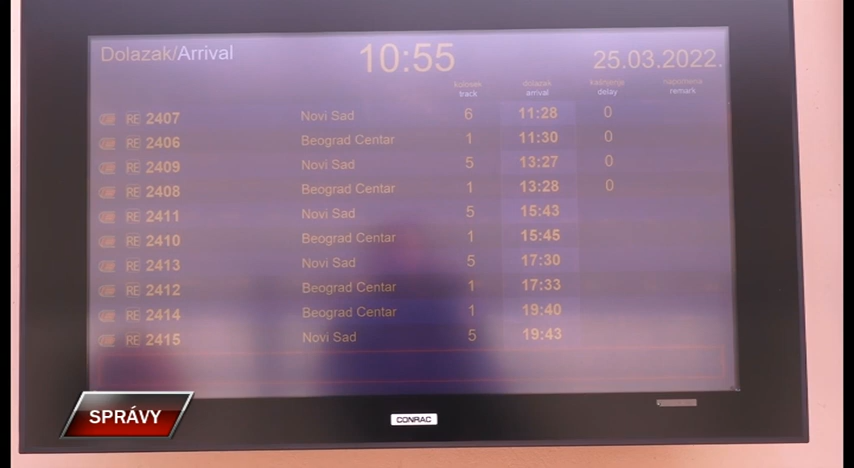 Dolazak/Arrival 10:55 25.03.2022.
kolosek dolazak kašnjenje napomena
track arrival delay remark
RE 2407 Novi Sad 6 11:28 0
RE 2406 Beograd Centar 1 11:30 0
RE 2409 Novi Sad 5 13:27 0
RE 2408 Beograd Centar 1 13:28 0
RE 2411 Novi Sad 5 15:43
RE 2410 Beograd Centar 1 15:45
RE 2413 Novi Sad 5 17:30
RE 2412 Beograd Centar 1 17:33
RE 2414 Beograd Centar 1 19:40
RE 2415 Novi Sad 5 19:43
SPRÁVY
CONRAC